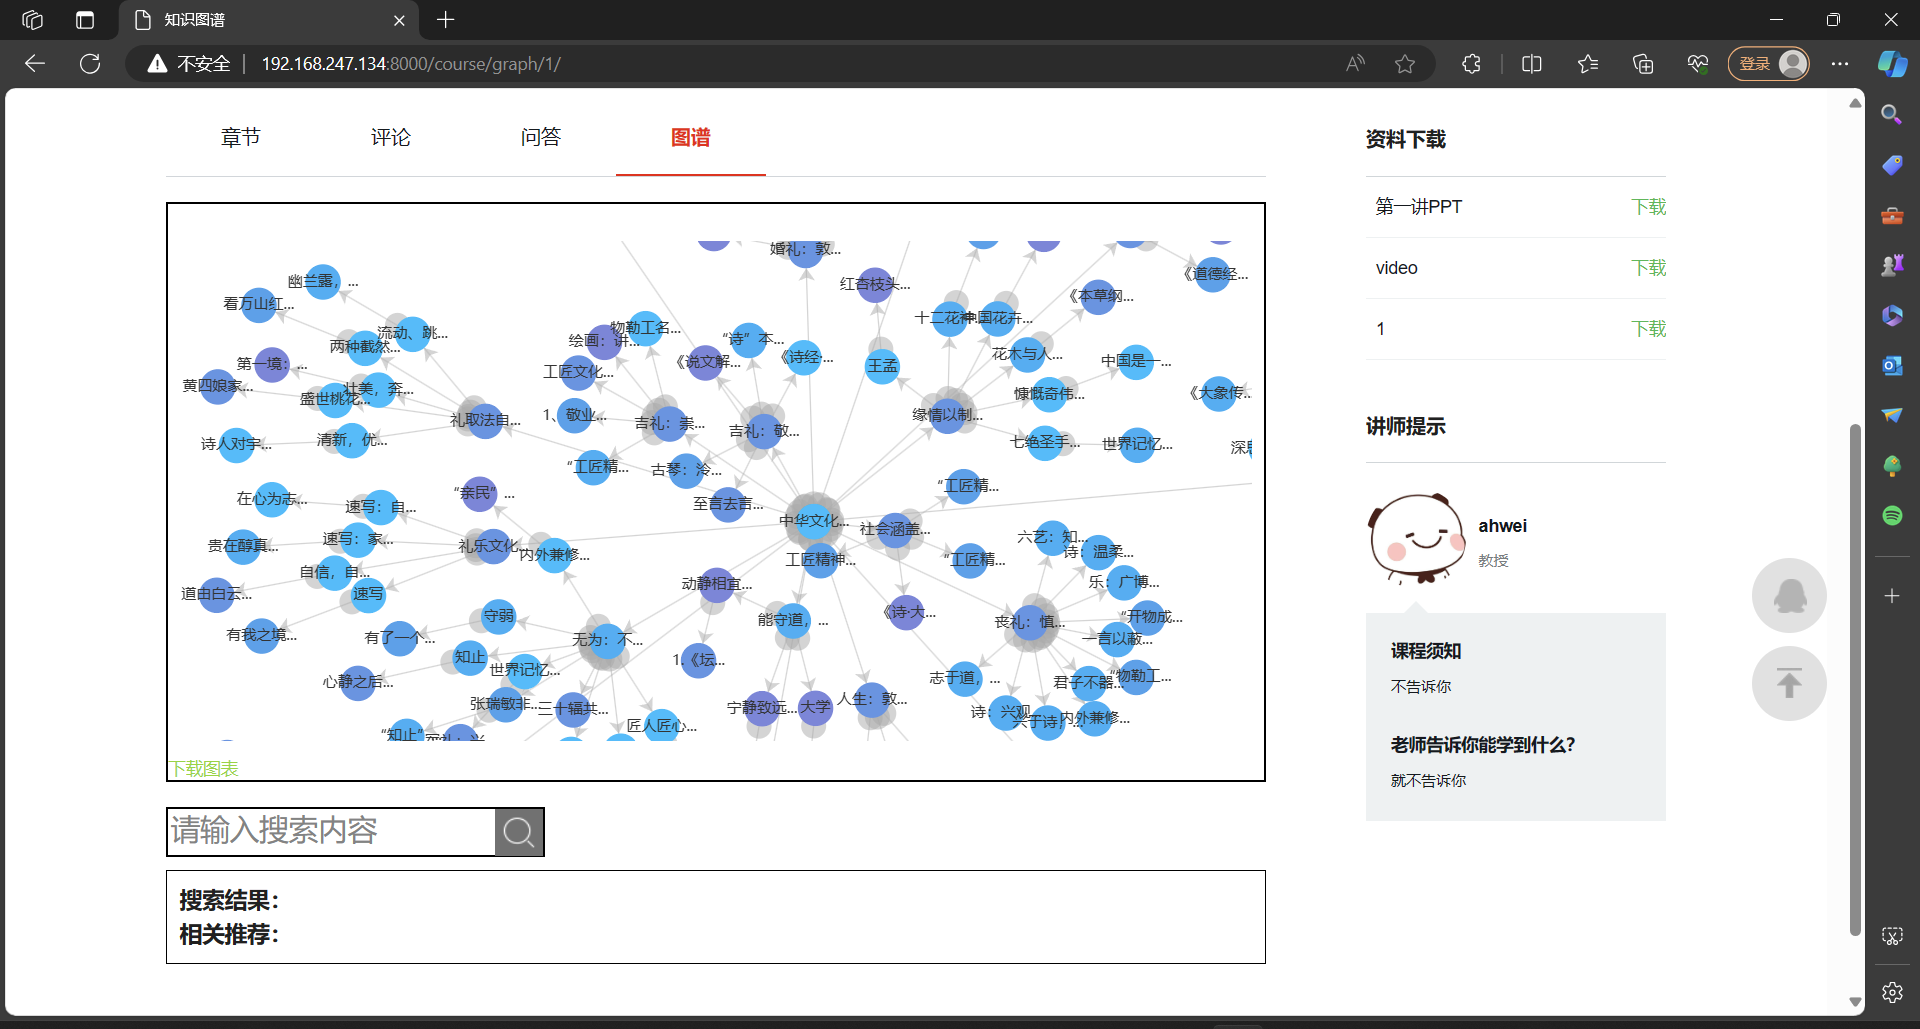 知识图谱
不安全
192.168.247.134:8000/course/graph/1/
登录
章节
评论
问答
图谱
婚礼：敦...
幽兰露，...
看万山红...
红杏枝头...
《道德经...
《本草纲...
十二花神...
中国花卉...
流动、跳...
两种截然...
绘画：讲...
物勒工名...
“诗”本...
《诗经·...
《说文解...
王孟
花木与人...
中国是一...
第一境：...
工匠文化...
黄四娘家...
壮美，奔...
盛世桃花...
慷慨奇伟...
《大象传...
礼取法自...
1、敬业...
吉礼：崇...
吉礼：敬...
缘情以制...
诗人对宇...
清新，优...
七绝圣手...
世界记忆...
“工匠精...
古琴：泠...
“亲民” ...
“工匠精...
在心为志...
速写：自...
至言去言...
中华文化...
社会涵盖...
贵在醇真...
速写：家...
礼乐文化
内外兼修...
工匠精神...
“工匠精...
六艺：知...
诗：温柔...
自信，自...
动静相宜...
乐：广博...
道由白云...
速写
《诗·大...
守弱
能守道，...
丧礼：慎...
“开物成...
有我之境...
有了一个...
无为：不...
一言以蔽...
知止
世界记忆...
1.《坛...
志于道，...
君子不器...
“物勒工...
心静之后...
张瑞敏非...
三十辐共...
宁静致远...
大学
人生：敦...
诗：兴观
兴于诗，...
内外兼修...
匠人匠心...
“知止”
下载图表
请输入搜索内容
搜索结果：
相关推荐：
资料下载
第一讲PPT
下载
video
下载
1
下载
讲师提示
ahwei
教授
课程须知
不告诉你
老师告诉你能学到什么?
就不告诉你